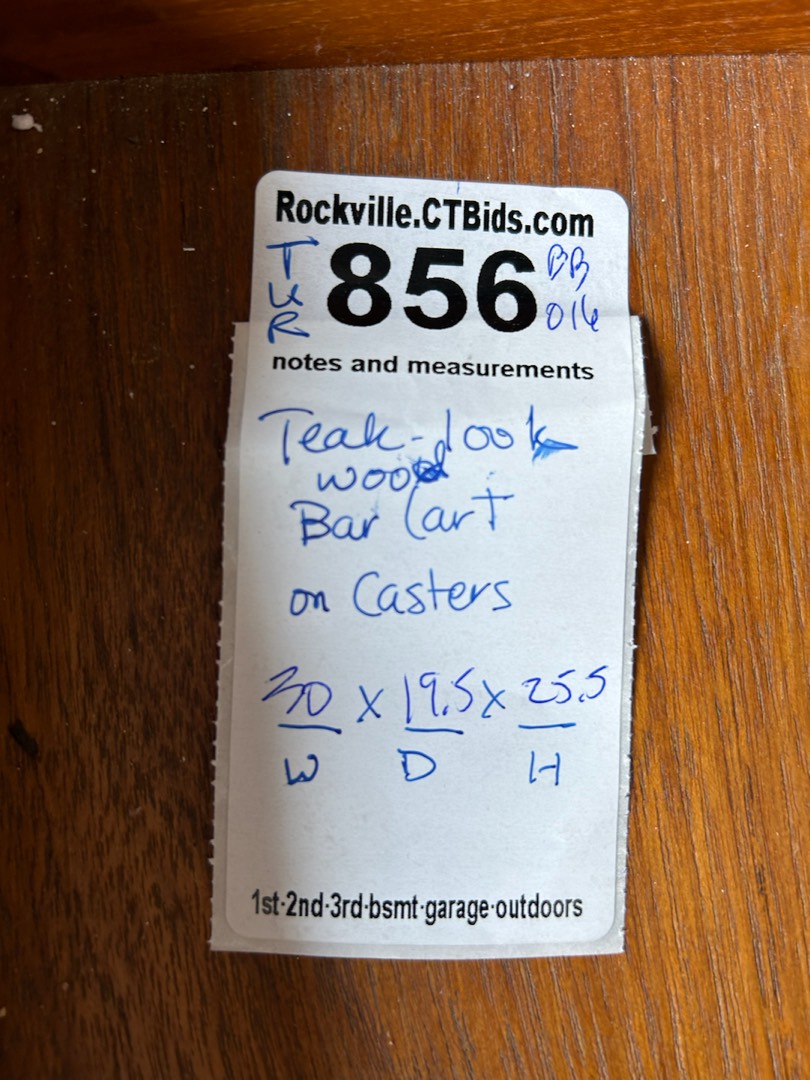 Rockville.CTBids.com
TUR 856 BB 016
notes and measurements
Teak-look
wood
Bar Cart
on Casters
30 x 19.5 x 25.5
W D H
1st·2nd·3rd·bsmt·garage·outdoors